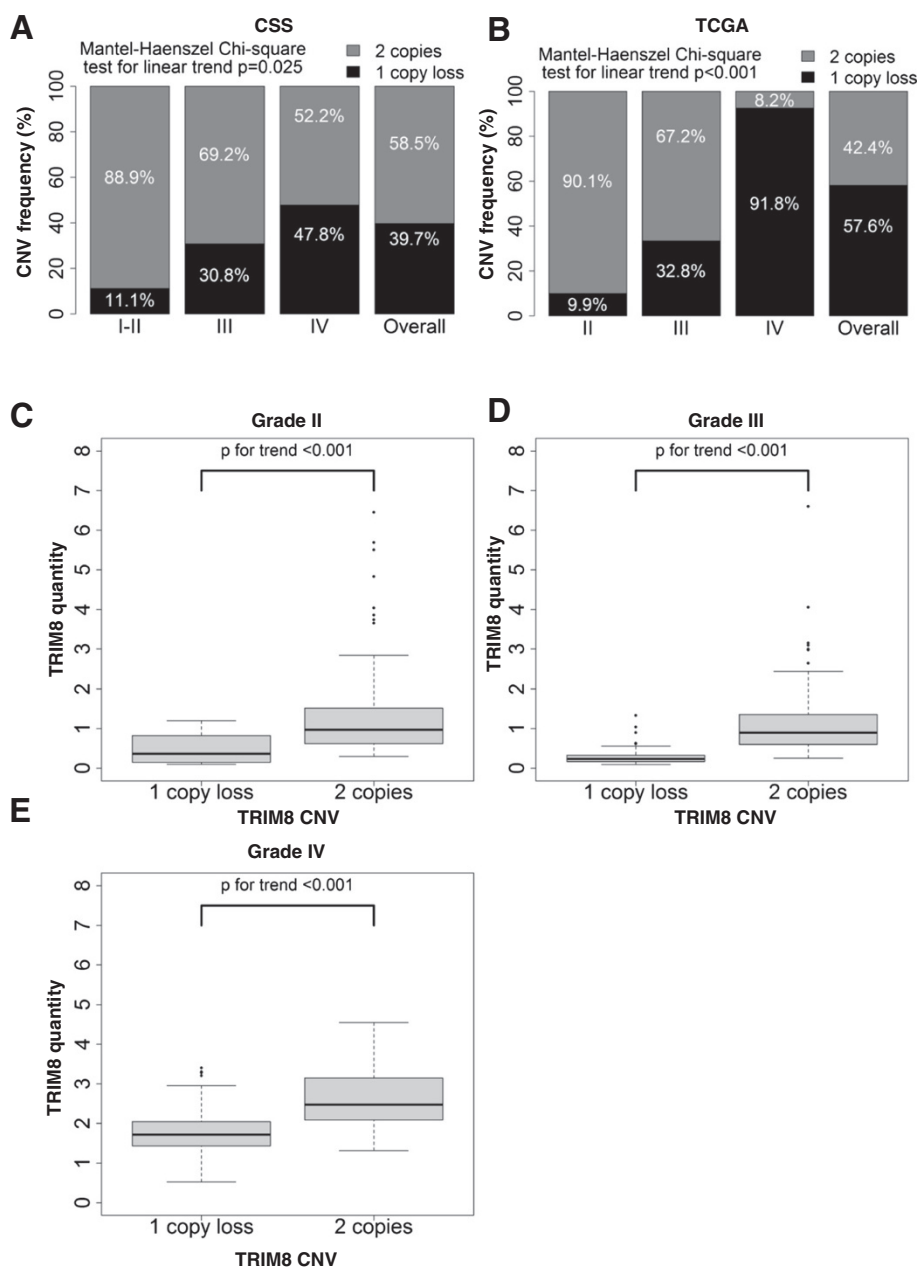 A
CSS
Mantel-Haenszel Chi-square
test for linear trend p=0.025
2 copies
1 copy loss
CNV frequency (%)
100
80
60
40
20
0
88.9%
11.1%
69.2%
30.8%
52.2%
47.8%
58.5%
39.7%
I-II
III
IV
Overall
B
TCGA
Mantel-Haenszel Chi-square
test for linear trend p<0.001
2 copies
1 copy loss
CNV frequency (%)
100
80
60
40
20
0
90.1%
9.9%
67.2%
32.8%
8.2%
91.8%
42.4%
57.6%
II
III
IV
Overall
C
Grade II
p for trend <0.001
TRIM8 quantity
8
7
6
5
4
3
2
1
0
1 copy loss
2 copies
TRIM8 CNV
D
Grade III
p for trend <0.001
TRIM8 quantity
8
7
6
5
4
3
2
1
0
1 copy loss
2 copies
TRIM8 CNV
E
Grade IV
p for trend <0.001
TRIM8 quantity
8
7
6
5
4
3
2
1
0
1 copy loss
2 copies
TRIM8 CNV